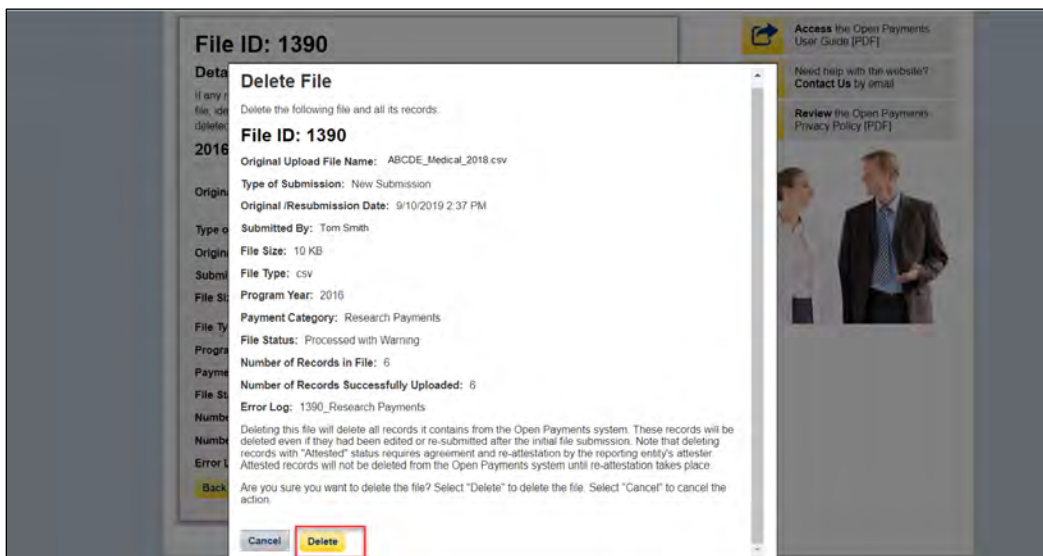 File ID: 1390
Deta
If any r
file, ide
deleted
2016
Origin
Type o
Origin
Submi
File Si
File Ty
Progra
Payme
File St
Numbe
Numbe
Error L
Back
Delete File
Delete the following file and all its records.
File ID: 1390
Original Upload File Name: ABCDE_Medical_2018.csv
Type of Submission: New Submission
Original /Resubmission Date: 9/10/2019 2:37 PM
Submitted By: Tom Smith
File Size: 10 KB
File Type: csv
Program Year: 2016
Payment Category: Research Payments
File Status: Processed with Warning
Number of Records in File: 6
Number of Records Successfully Uploaded: 6
Error Log: 1390_Research Payments
Deleting this file will delete all records it contains from the Open Payments system. These records will be
deleted even if they had been edited or re-submitted after the initial file submission. Note that deleting
records with "Attested" status requires agreement and re-attestation by the reporting entity's attester.
Attested records will not be deleted from the Open Payments system until re-attestation takes place.
Are you sure you want to delete the file? Select "Delete" to delete the file. Select "Cancel" to cancel the
action.
Cancel Delete
Access the Open Payments
User Guide [PDF]
Need help with the website?
Contact Us by email
Review the Open Payments
Privacy Policy [PDF]